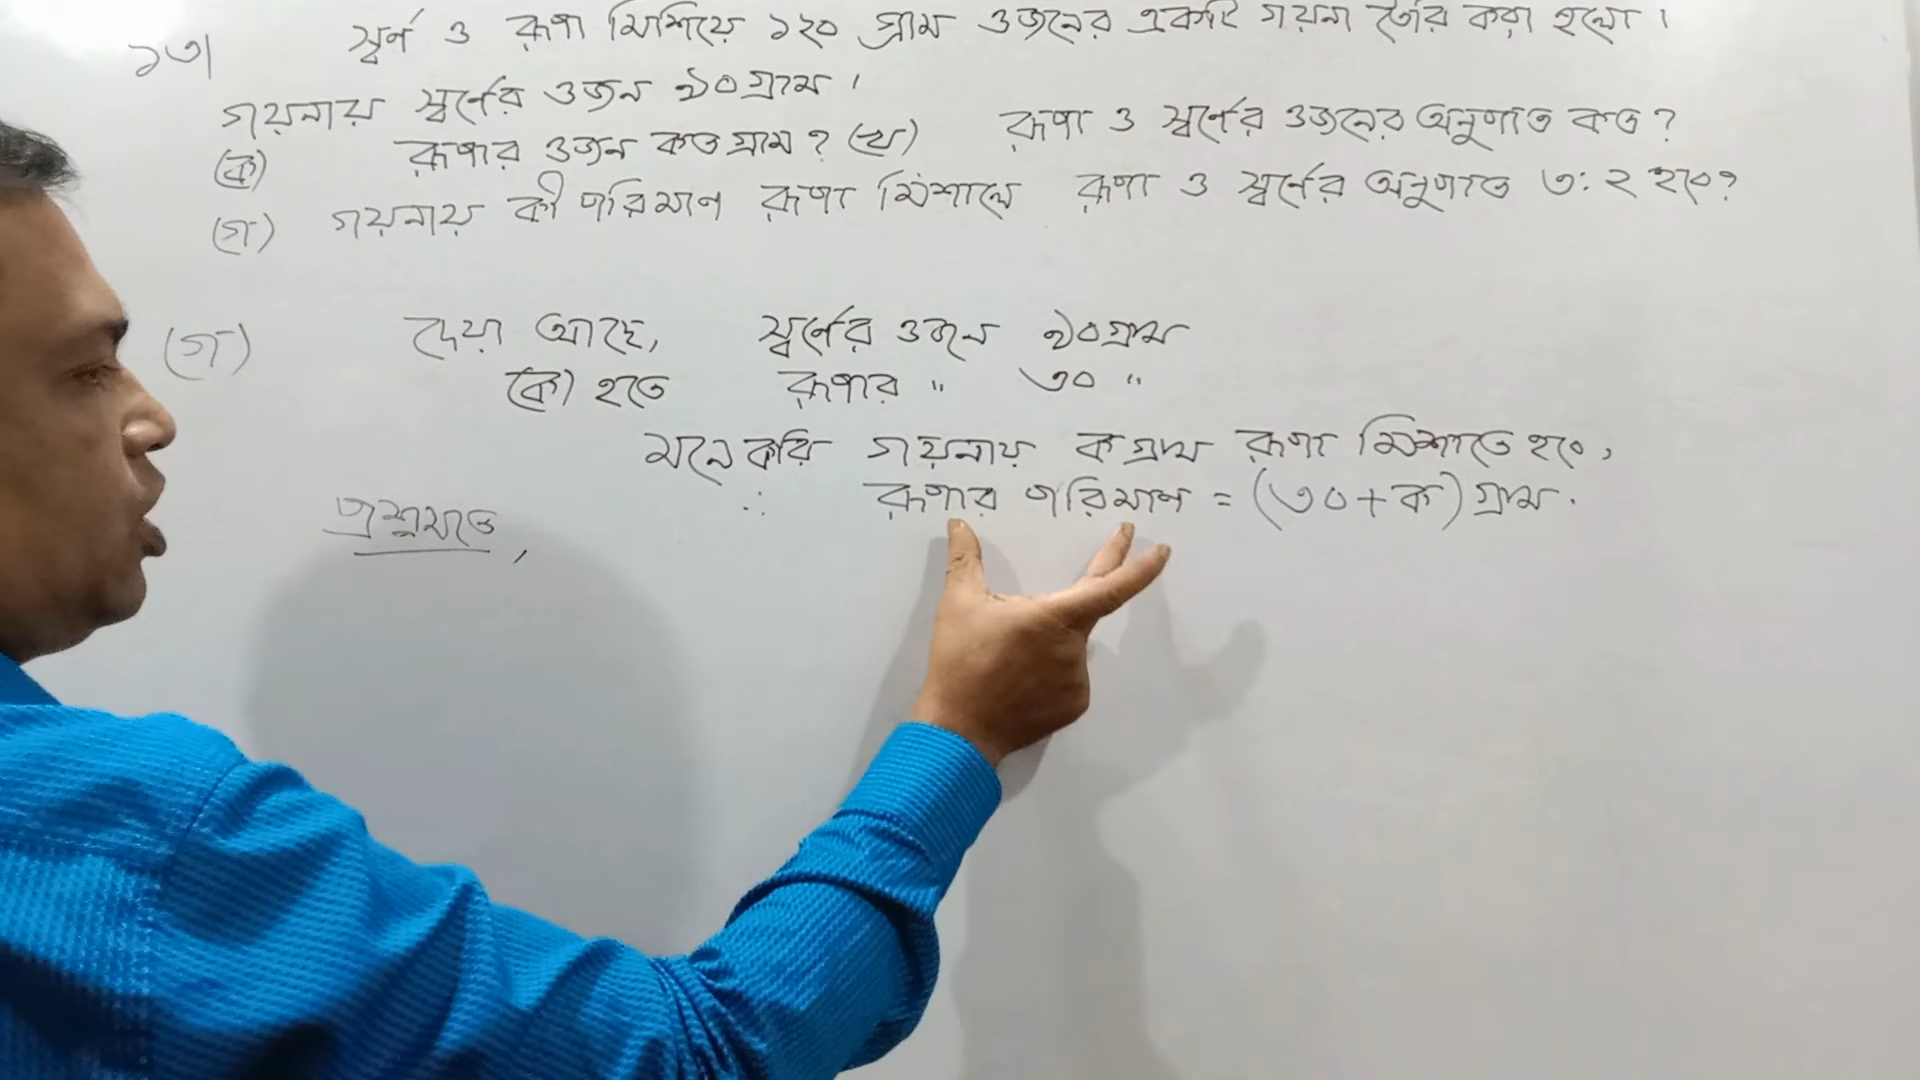 ১৩। স্বর্ণ ও রূপা মিশিয়ে ১২০ গ্রাম ওজনের একটি গয়না তৈরি করা হলো।
গয়নায় স্বর্ণের ওজন ৯০ গ্রাম।
(ক) রূপার ওজন কত গ্রাম? (খ) রূপা ও স্বর্ণের ওজনের অনুপাত কত?
(গ) গয়নায় কী পরিমাণ রূপা মিশালে রূপা ও স্বর্ণের অনুপাত ৩:২ হবে?
(গ) দেয়া আছে, স্বর্ণের ওজন ৯০ গ্রাম
(ক) হতে রূপার " ৩০ "
মনেকরি গয়নায় ক গ্রাম রূপা মিশাতে হবে,
∴ রূপার পরিমাণ = (৩০+ক) গ্রাম.
প্রশ্নমতে,